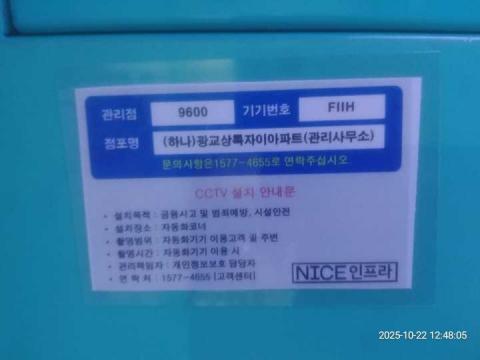 관리점 9600 기기번호 FIIH
점포명 (하나)광교상록자이아파트(관리사무소)
문의사항은1577-4655로 연락주십시오
CCTV 설치 안내문
• 설치목적 : 금융사고 및 범죄예방, 시설안전
• 설치장소 : 자동화코너
• 촬영범위 : 자동화기기 이용고객 및 주변
• 촬영시간 : 자동화기기 이용 시
• 관리책임자 : 개인정보보호 담당자
• 연 락 처 : 1577-4655 [고객센터]
NICE인프라
2025-10-22 12:48:05